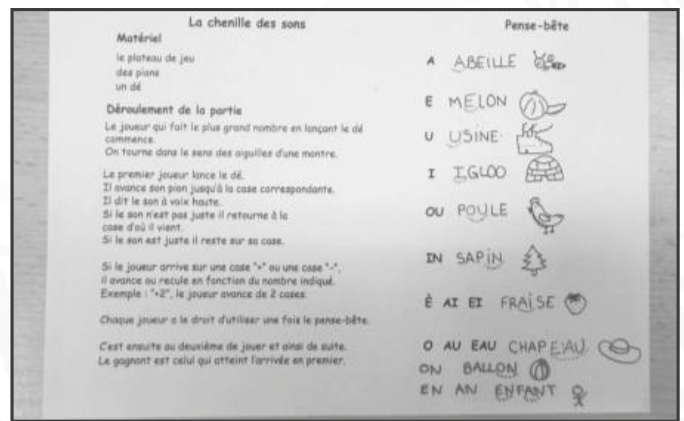 La chenille des sons
Matériel
le plateau de jeu
des pions
un dé
Déroulement de la partie
Le joueur qui fait le plus grand nombre en lançant le dé
commence.
On tourne dans le sens des aiguilles d'une montre.
Le premier joueur lance le dé.
Il avance son pion jusqu'à la case correspondante.
Il dit le son à voix haute.
Si le son n'est pas juste il retourne à la
case d'où il vient.
Si le son est juste il reste sur sa case.
Si le joueur arrive sur une case "+" ou une case "-",
il avance ou recule en fonction du nombre indiqué.
Exemple : "+2", le joueur avance de 2 cases.
Chaque joueur a le droit d'utiliser une fois le pense-bête.
C'est ensuite au deuxième de jouer et ainsi de suite.
Le gagnant est celui qui atteint l'arrivée en premier.
Pense-bête
A ABEILLE
E MELON
U USINE
I IGLOO
OU POULE
IN SAPIN
È AI EI FRAISE
O AU EAU CHAPEAU
ON BALLON
EN AN ENFANT